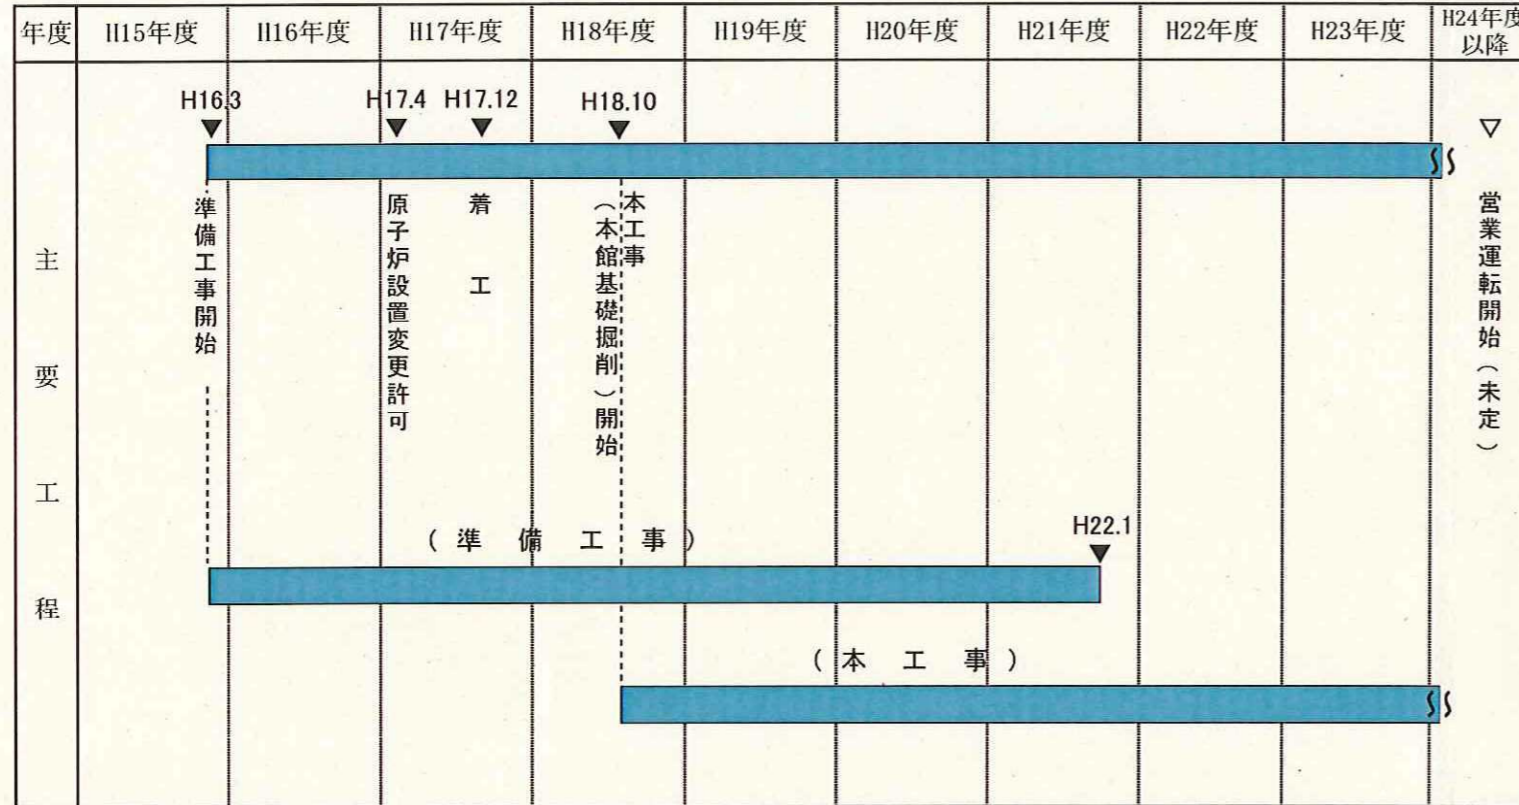 年度 H15年度 H16年度 H17年度 H18年度 H19年度 H20年度 H21年度 H22年度 H23年度 H24年度以降
主要工程
H16.3 H17.4 H17.12 H18.10
準備工事開始
原子炉設置変更許可
着工
本工事
（本館基礎掘削）開始
営業運転開始（未定）
（準備工事）
H22.1
（本工事）